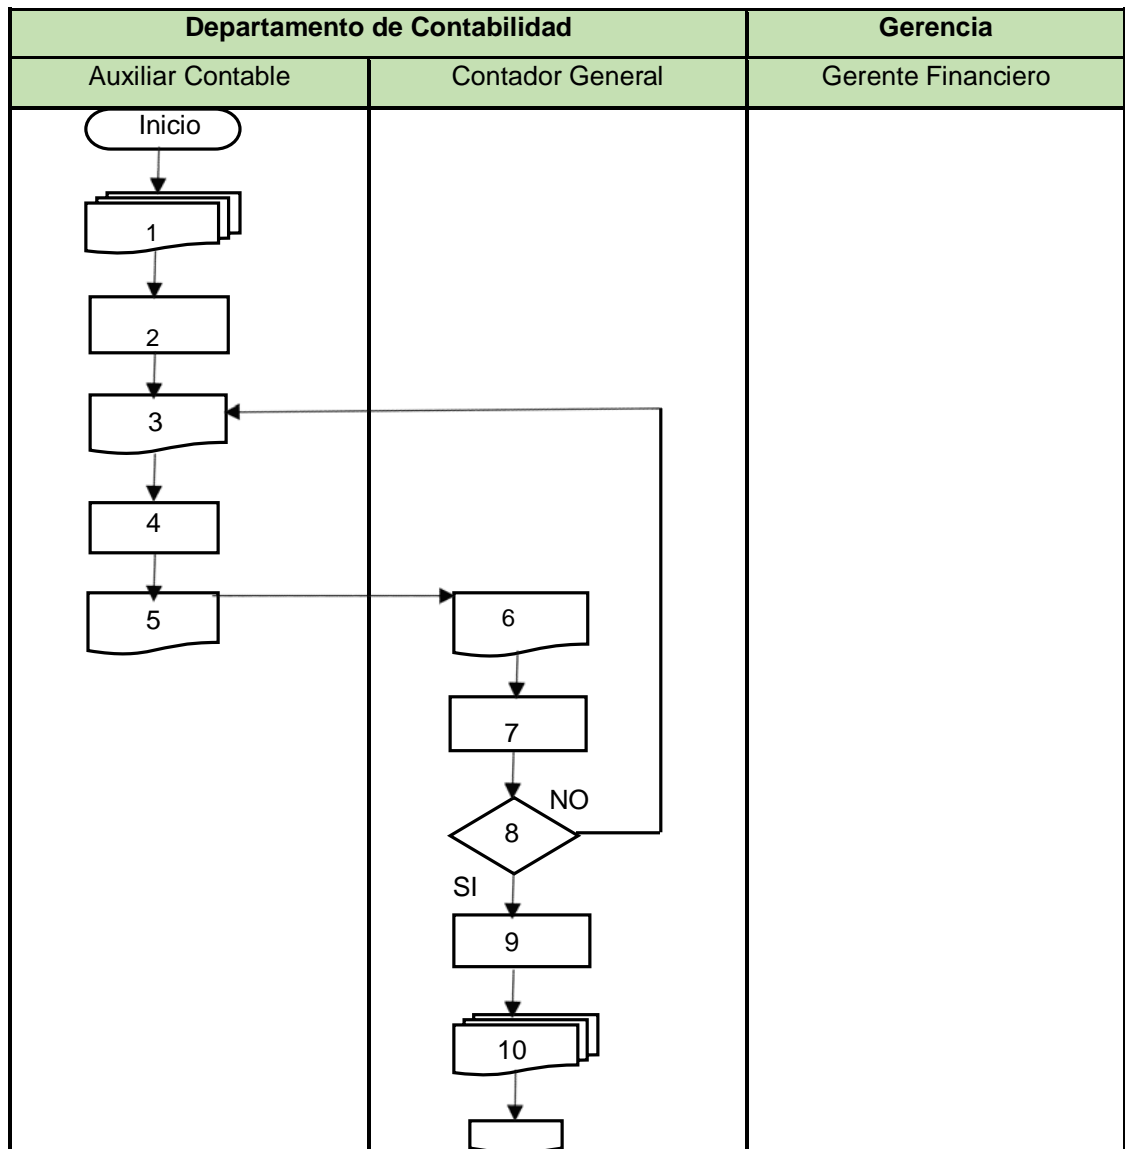 Departamento de Contabilidad Gerencia
Auxiliar Contable Contador General Gerente Financiero
Inicio
1
2
3
4
5 6
7
NO
8
SI
9
10